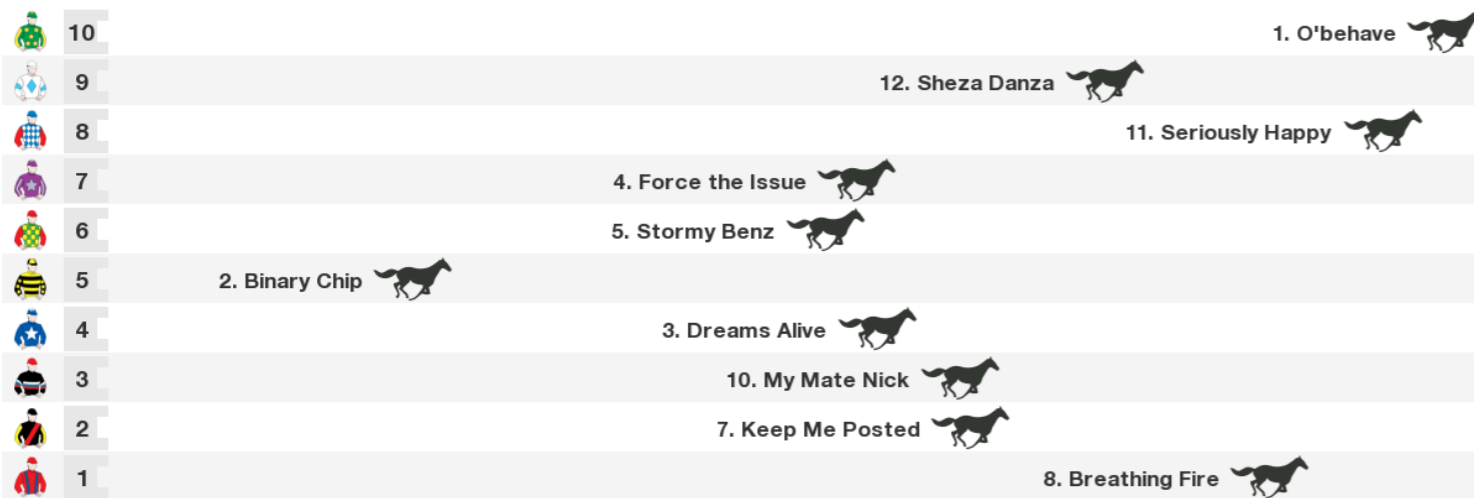 10 1. O'behave
9 12. Sheza Danza
8 11. Seriously Happy
7 4. Force the Issue
6 5. Stormy Benz
5 2. Binary Chip
4 3. Dreams Alive
3 10. My Mate Nick
2 7. Keep Me Posted
1 8. Breathing Fire